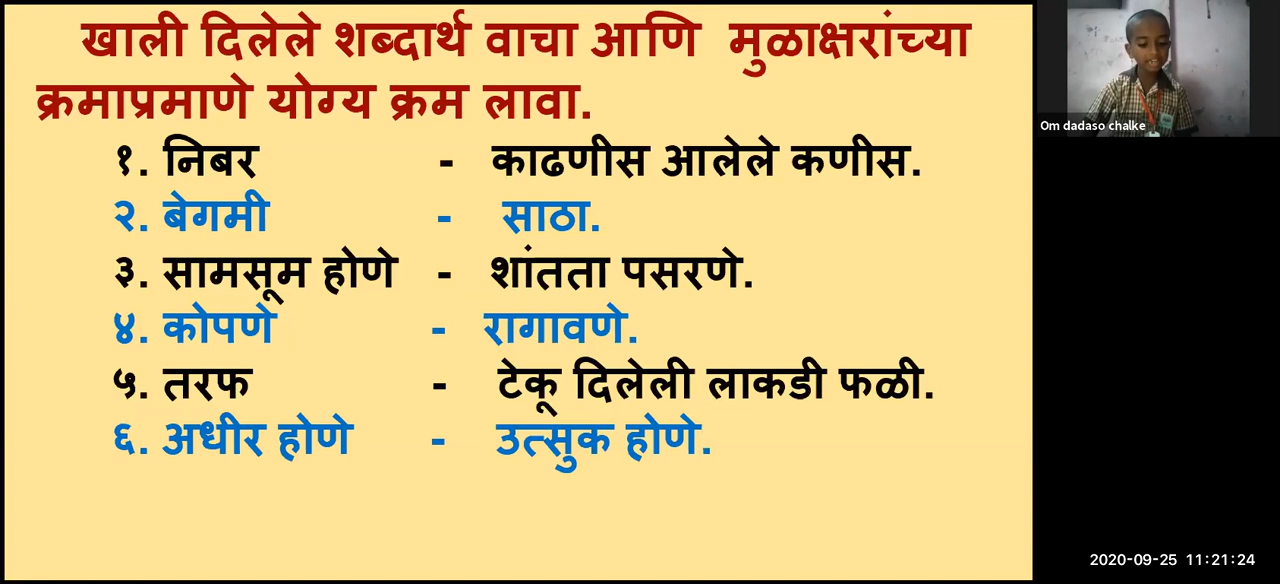 खाली दिलेले शब्दार्थ वाचा आणि मुळाक्षरांच्या
क्रमाप्रमाणे योग्य क्रम लावा.
१. निबर - काढणीस आलेले कणीस.
२. बेगमी - साठा.
३. सामसूम होणे - शांतता पसरणे.
४. कोपणे - रागावणे.
५. तरफ - टेकू दिलेली लाकडी फळी.
६. अधीर होणे - उत्सुक होणे.
Om dadaso chalke
2020-09-25 11:21:24